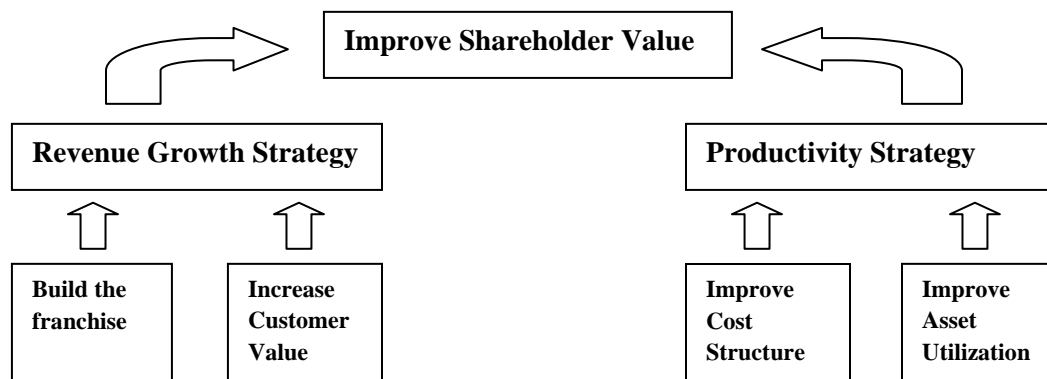 Improve Shareholder Value
Revenue Growth Strategy
Productivity Strategy
Build the
franchise
Increase
Customer
Value
Improve
Cost
Structure
Improve
Asset
Utilization